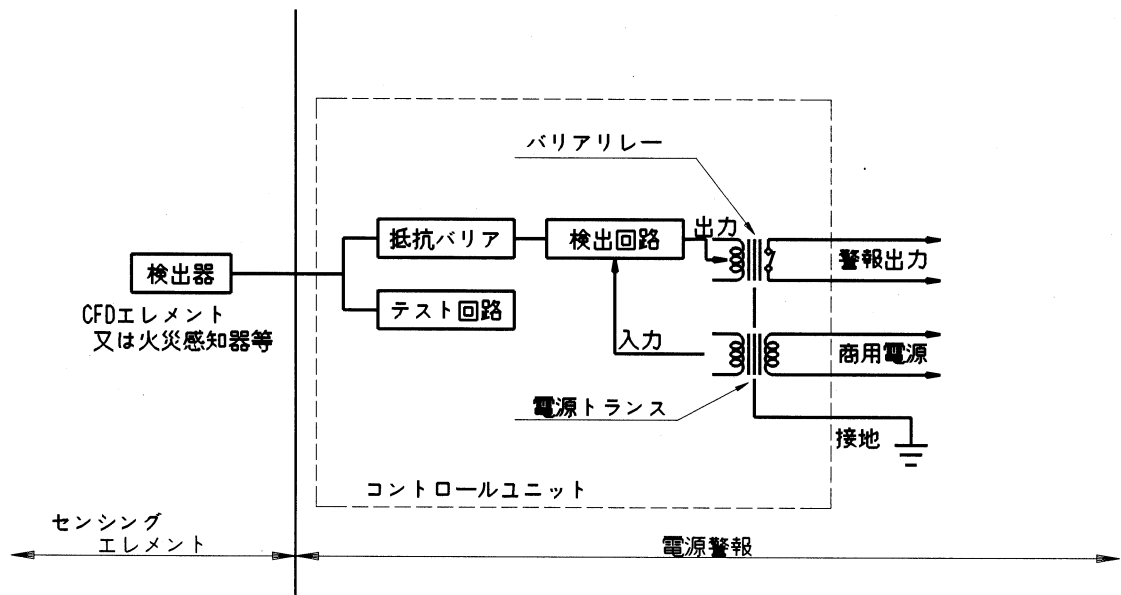 バリアリレー
抵抗バリア
検出回路
出力
警報出力
検出器
CFDエレメント
又は火災感知器等
テスト回路
入力
商用電源
電源トランス
接地
コントロールユニット
センシング
エレメント
電源警報